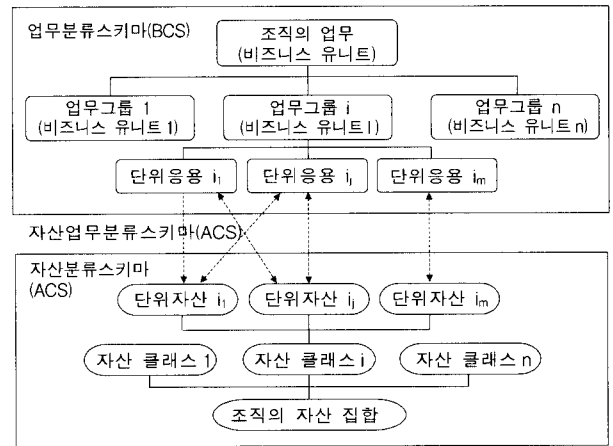 업무분류스키마(BCS)
조직의 업무
(비즈니스 유니트)
업무그룹 1
(비즈니스 유니트1)
업무그룹 i
(비즈니스 유니트 I)
업무그룹 n
(비즈니스 유니트 n)
단위응용 i₁
단위응용 iⱼ
단위응용 iₘ
자산업무분류스키마(ACS)
자산분류스키마
(ACS)
단위자산 i₁
단위자산 iⱼ
단위자산 iₘ
자산 클래스 1
자산 클래스 i
자산 클래스 n
조직의 자산 집합